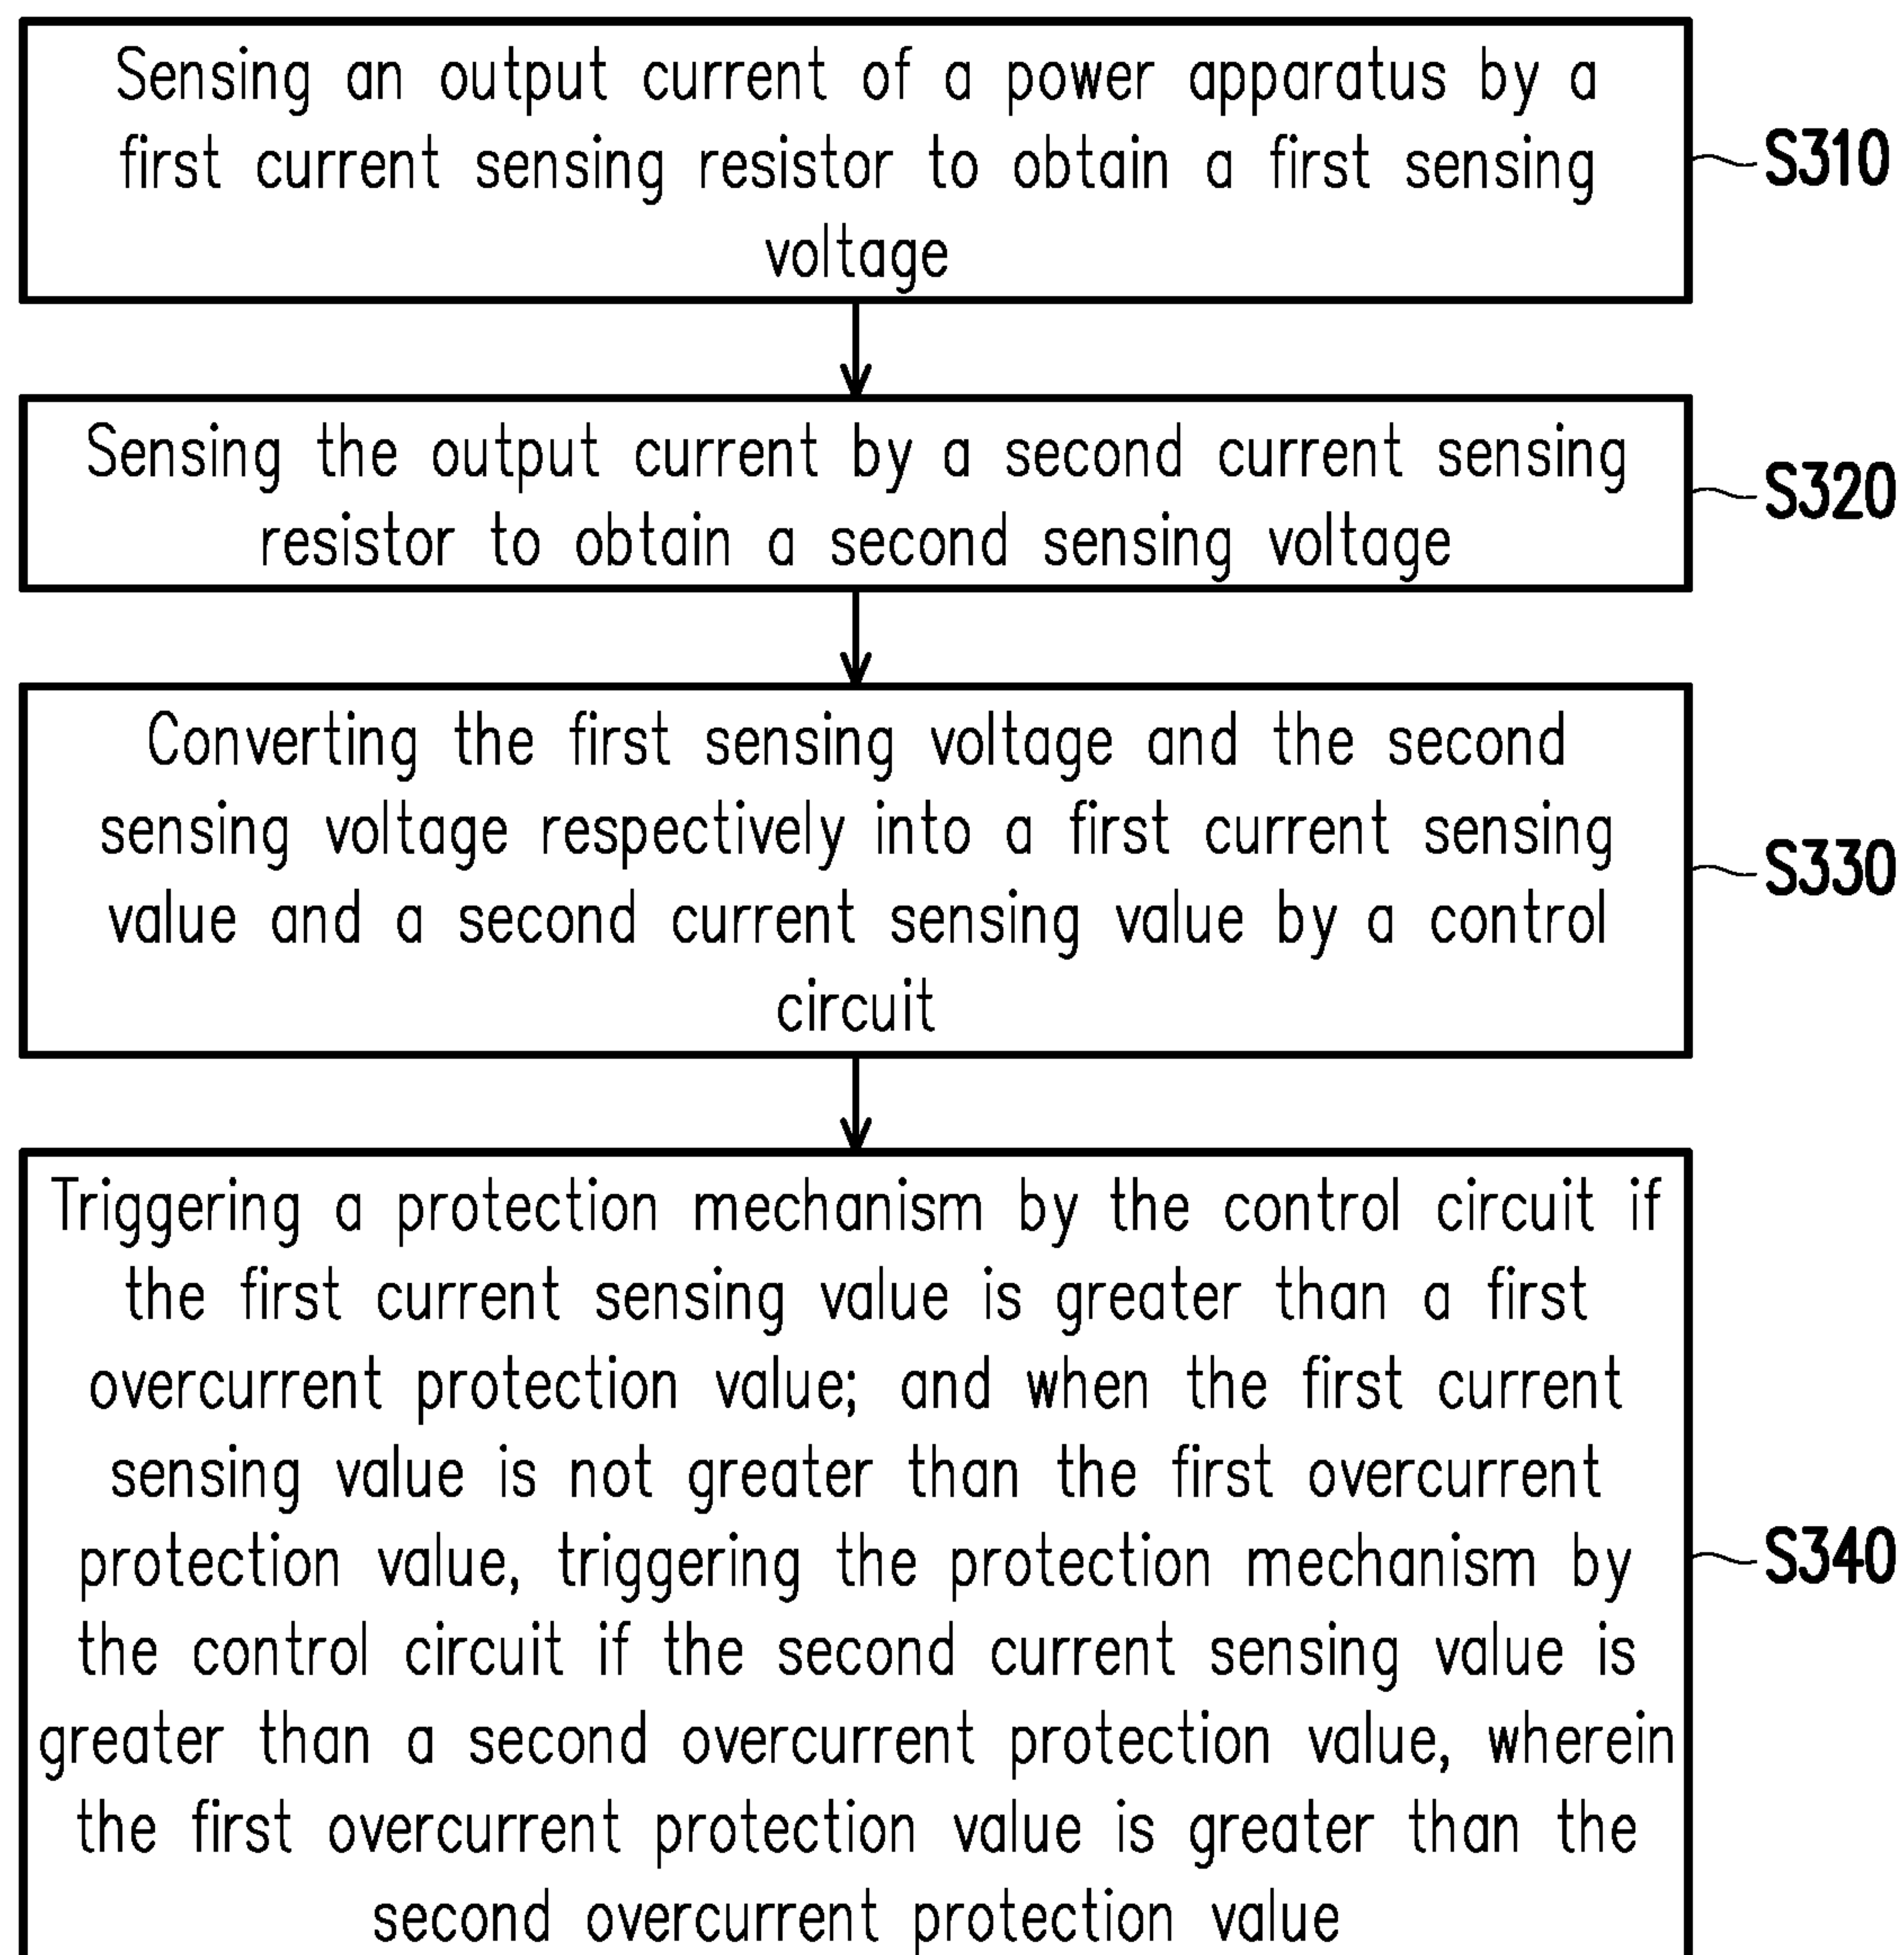 Sensing an output current of a power apparatus by a
first current sensing resistor to obtain a first sensing
voltage
S310
Sensing the output current by a second current sensing
resistor to obtain a second sensing voltage
S320
Converting the first sensing voltage and the second
sensing voltage respectively into a first current sensing
value and a second current sensing value by a control
circuit
S330
Triggering a protection mechanism by the control circuit if
the first current sensing value is greater than a first
overcurrent protection value; and when the first current
sensing value is not greater than the first overcurrent
protection value, triggering the protection mechanism by
the control circuit if the second current sensing value is
greater than a second overcurrent protection value, wherein
the first overcurrent protection value is greater than the
second overcurrent protection value
S340